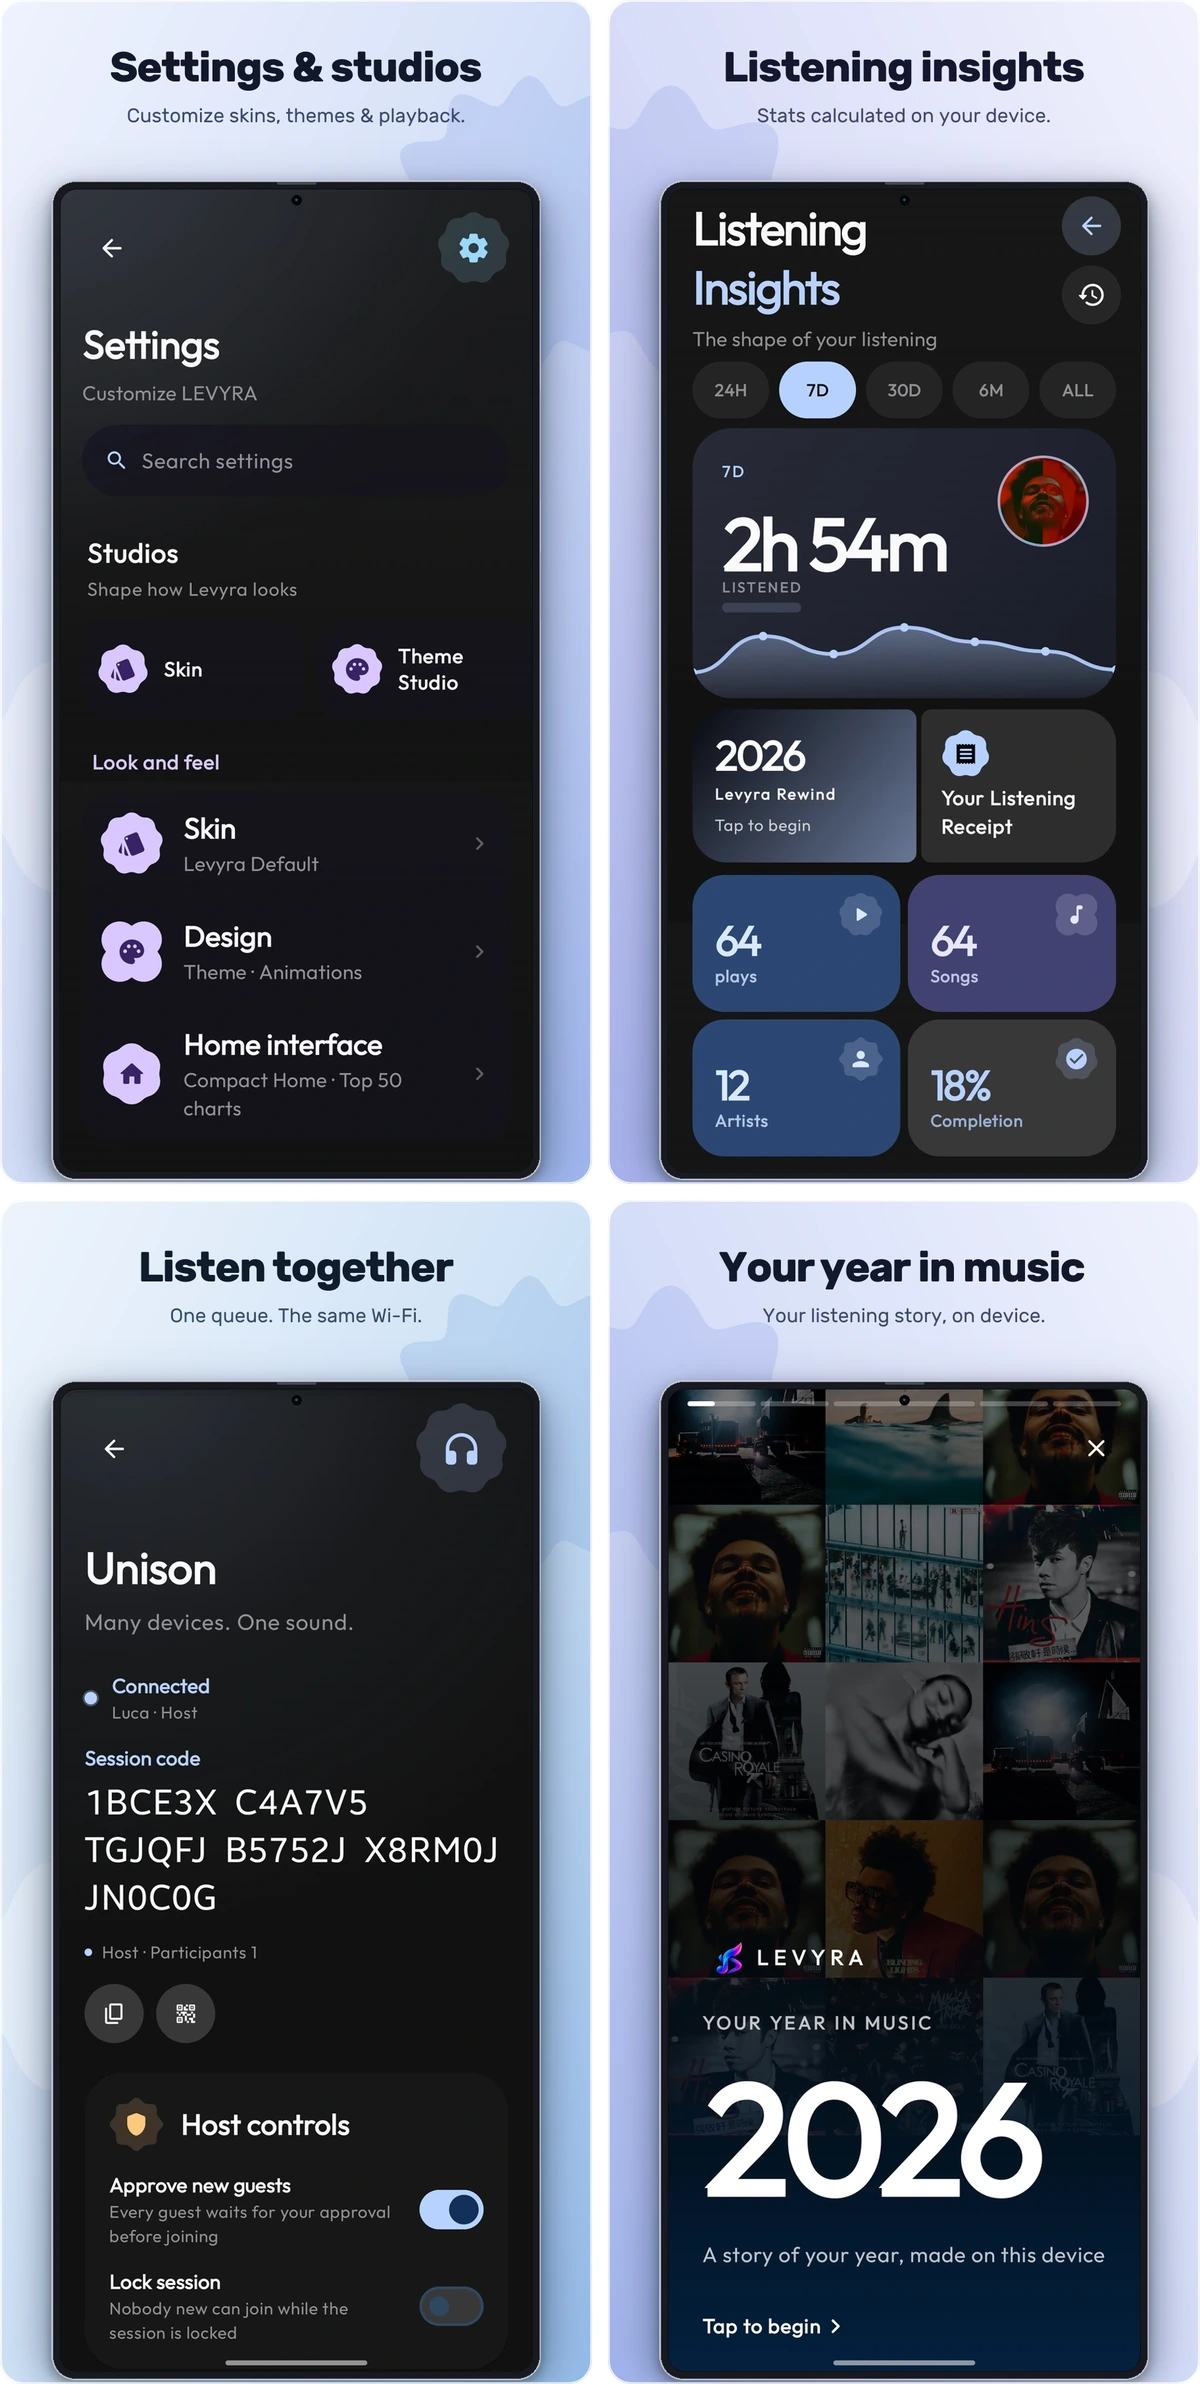 Settings & studios
Customize skins, themes & playback.
Settings
Customize LEVYRA
Search settings
Studios
Shape how Levyra looks
Skin
Theme
Studio
Look and feel
Skin
Levyra Default
Design
Theme · Animations
Home interface
Compact Home · Top 50
charts
Listening insights
Stats calculated on your device.
Listening
Insights
The shape of your listening
24H 7D 30D 6M ALL
7D
2h 54m
LISTENED
2026
Levyra Rewind
Tap to begin
Your Listening
Receipt
64
plays
64
Songs
12
Artists
18%
Completion
Listen together
One queue. The same Wi-Fi.
Unison
Many devices. One sound.
Connected
Luca · Host
Session code
1BCE3X C4A7V5
TGJQFJ B5752J X8RM0J
JN0C0G
Host · Participants 1
Host controls
Approve new guests
Every guest waits for your approval
before joining
Lock session
Nobody new can join while the
session is locked
Your year in music
Your listening story, on device.
CASINO
ROYALE
LEVYRA
YOUR YEAR IN MUSIC
CASINO
ROYALE
2026
A story of your year, made on this device
Tap to begin